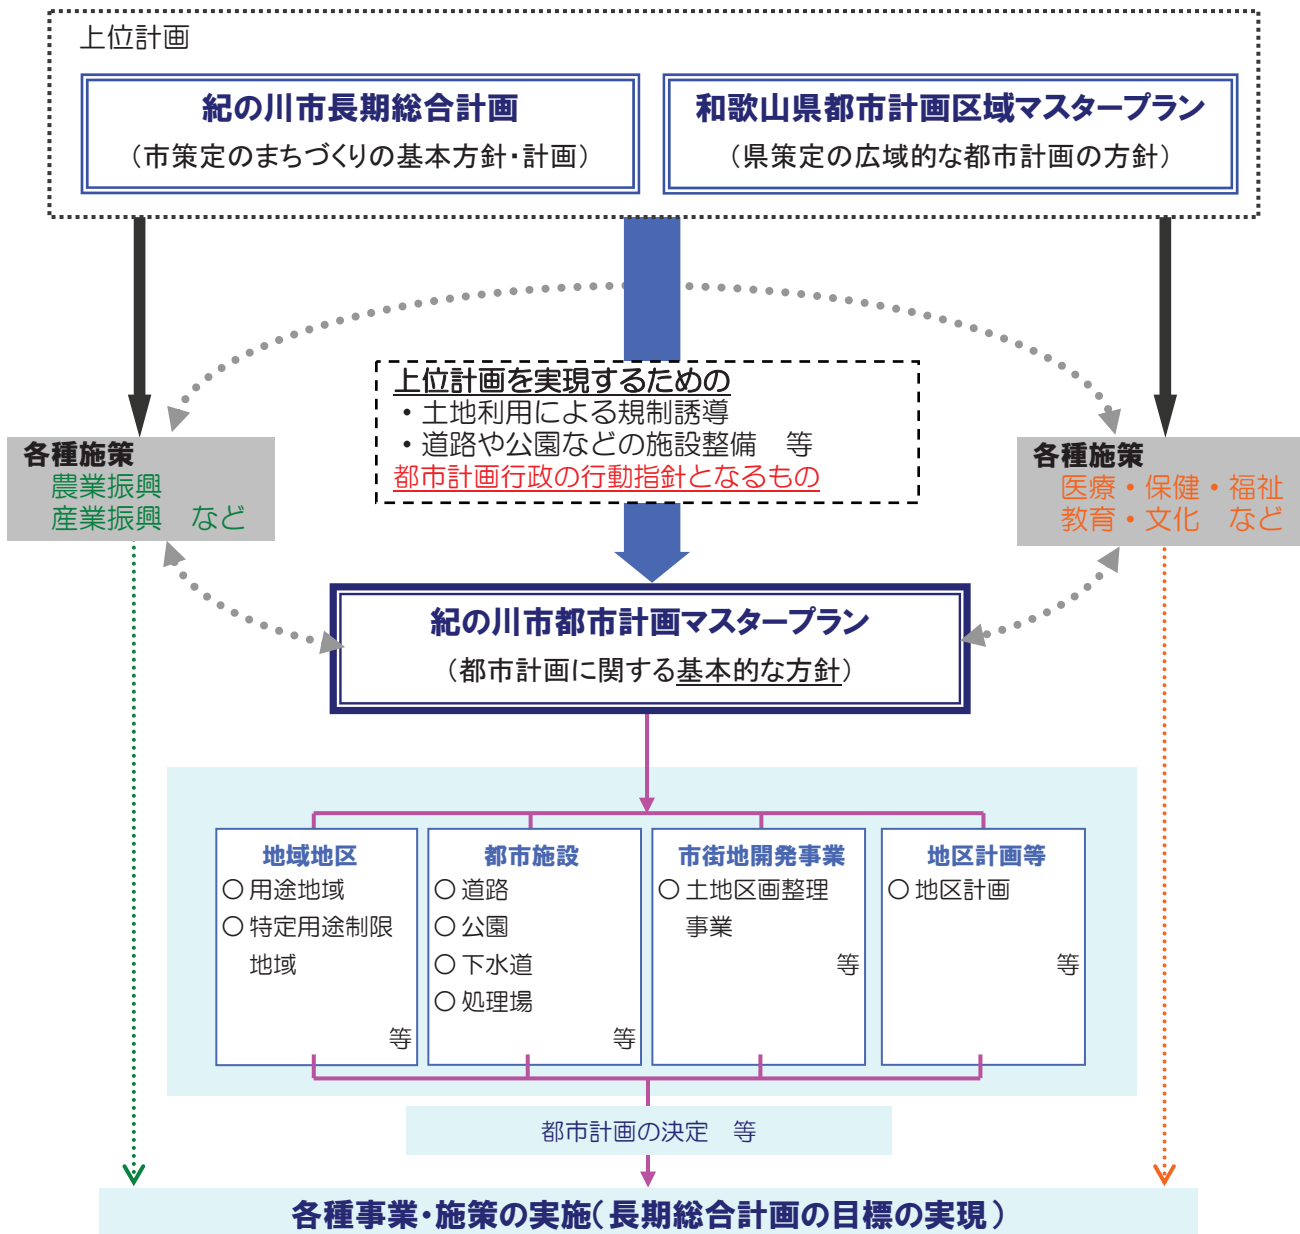 上位計画
紀の川市長期総合計画
（市策定のまちづくりの基本方針・計画）
和歌山県都市計画区域マスタープラン
（県策定の広域的な都市計画の方針）
上位計画を実現するための
・土地利用による規制誘導
・道路や公園などの施設整備　等
都市計画行政の行動指針となるもの
各種施策
農業振興
産業振興　など
各種施策
医療・保健・福祉
教育・文化　など
紀の川市都市計画マスタープラン
（都市計画に関する基本的な方針）
地域地区
○ 用途地域
○ 特定用途制限
地域
等
都市施設
○ 道路
○ 公園
○ 下水道
○ 処理場
等
市街地開発事業
○ 土地区画整理
事業
等
地区計画等
○ 地区計画
等
都市計画の決定　等
各種事業・施策の実施（長期総合計画の目標の実現）